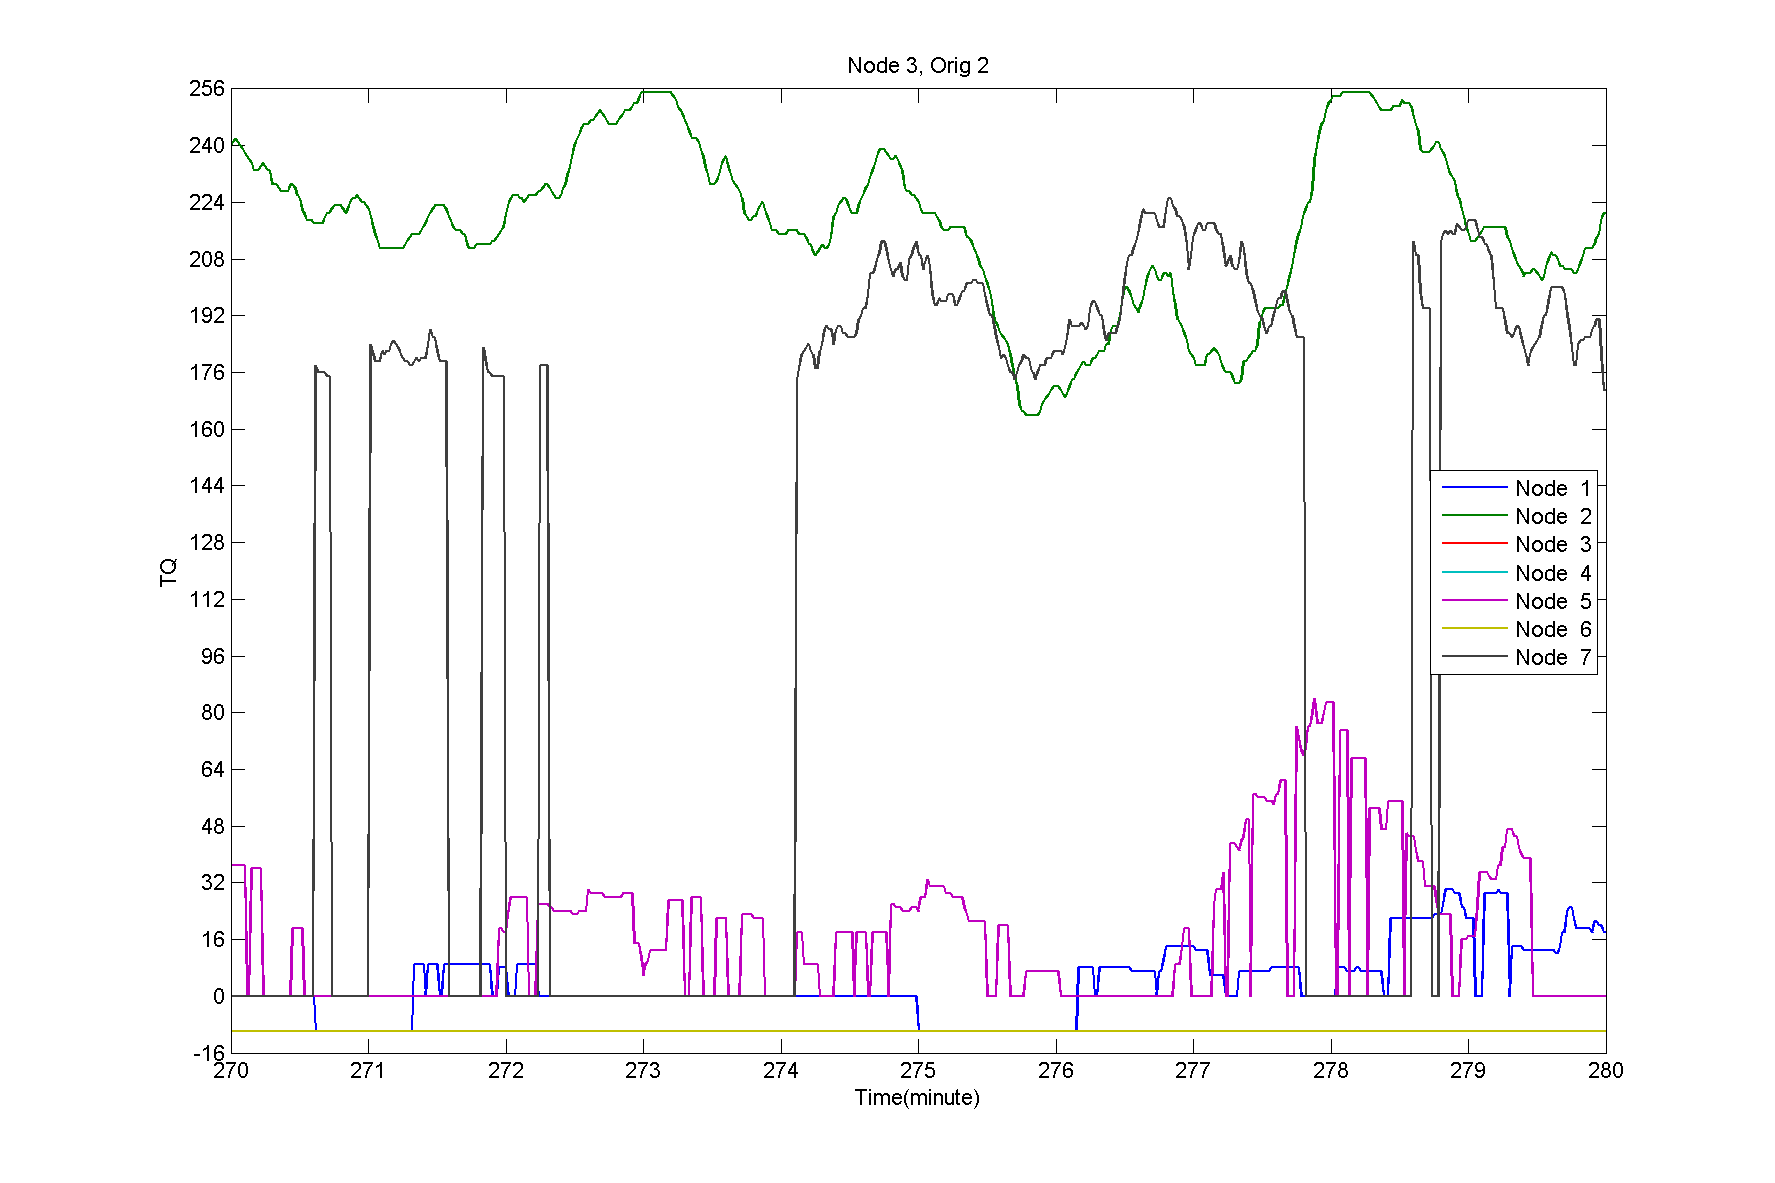 Node 3, Orig 2
256
240
224
208
192
176
160
144
128
112
96
80
64
48
32
16
0
-16
TQ
Node 1
Node 2
Node 3
Node 4
Node 5
Node 6
Node 7
270 271 272 273 274 275 276 277 278 279 280
Time(minute)